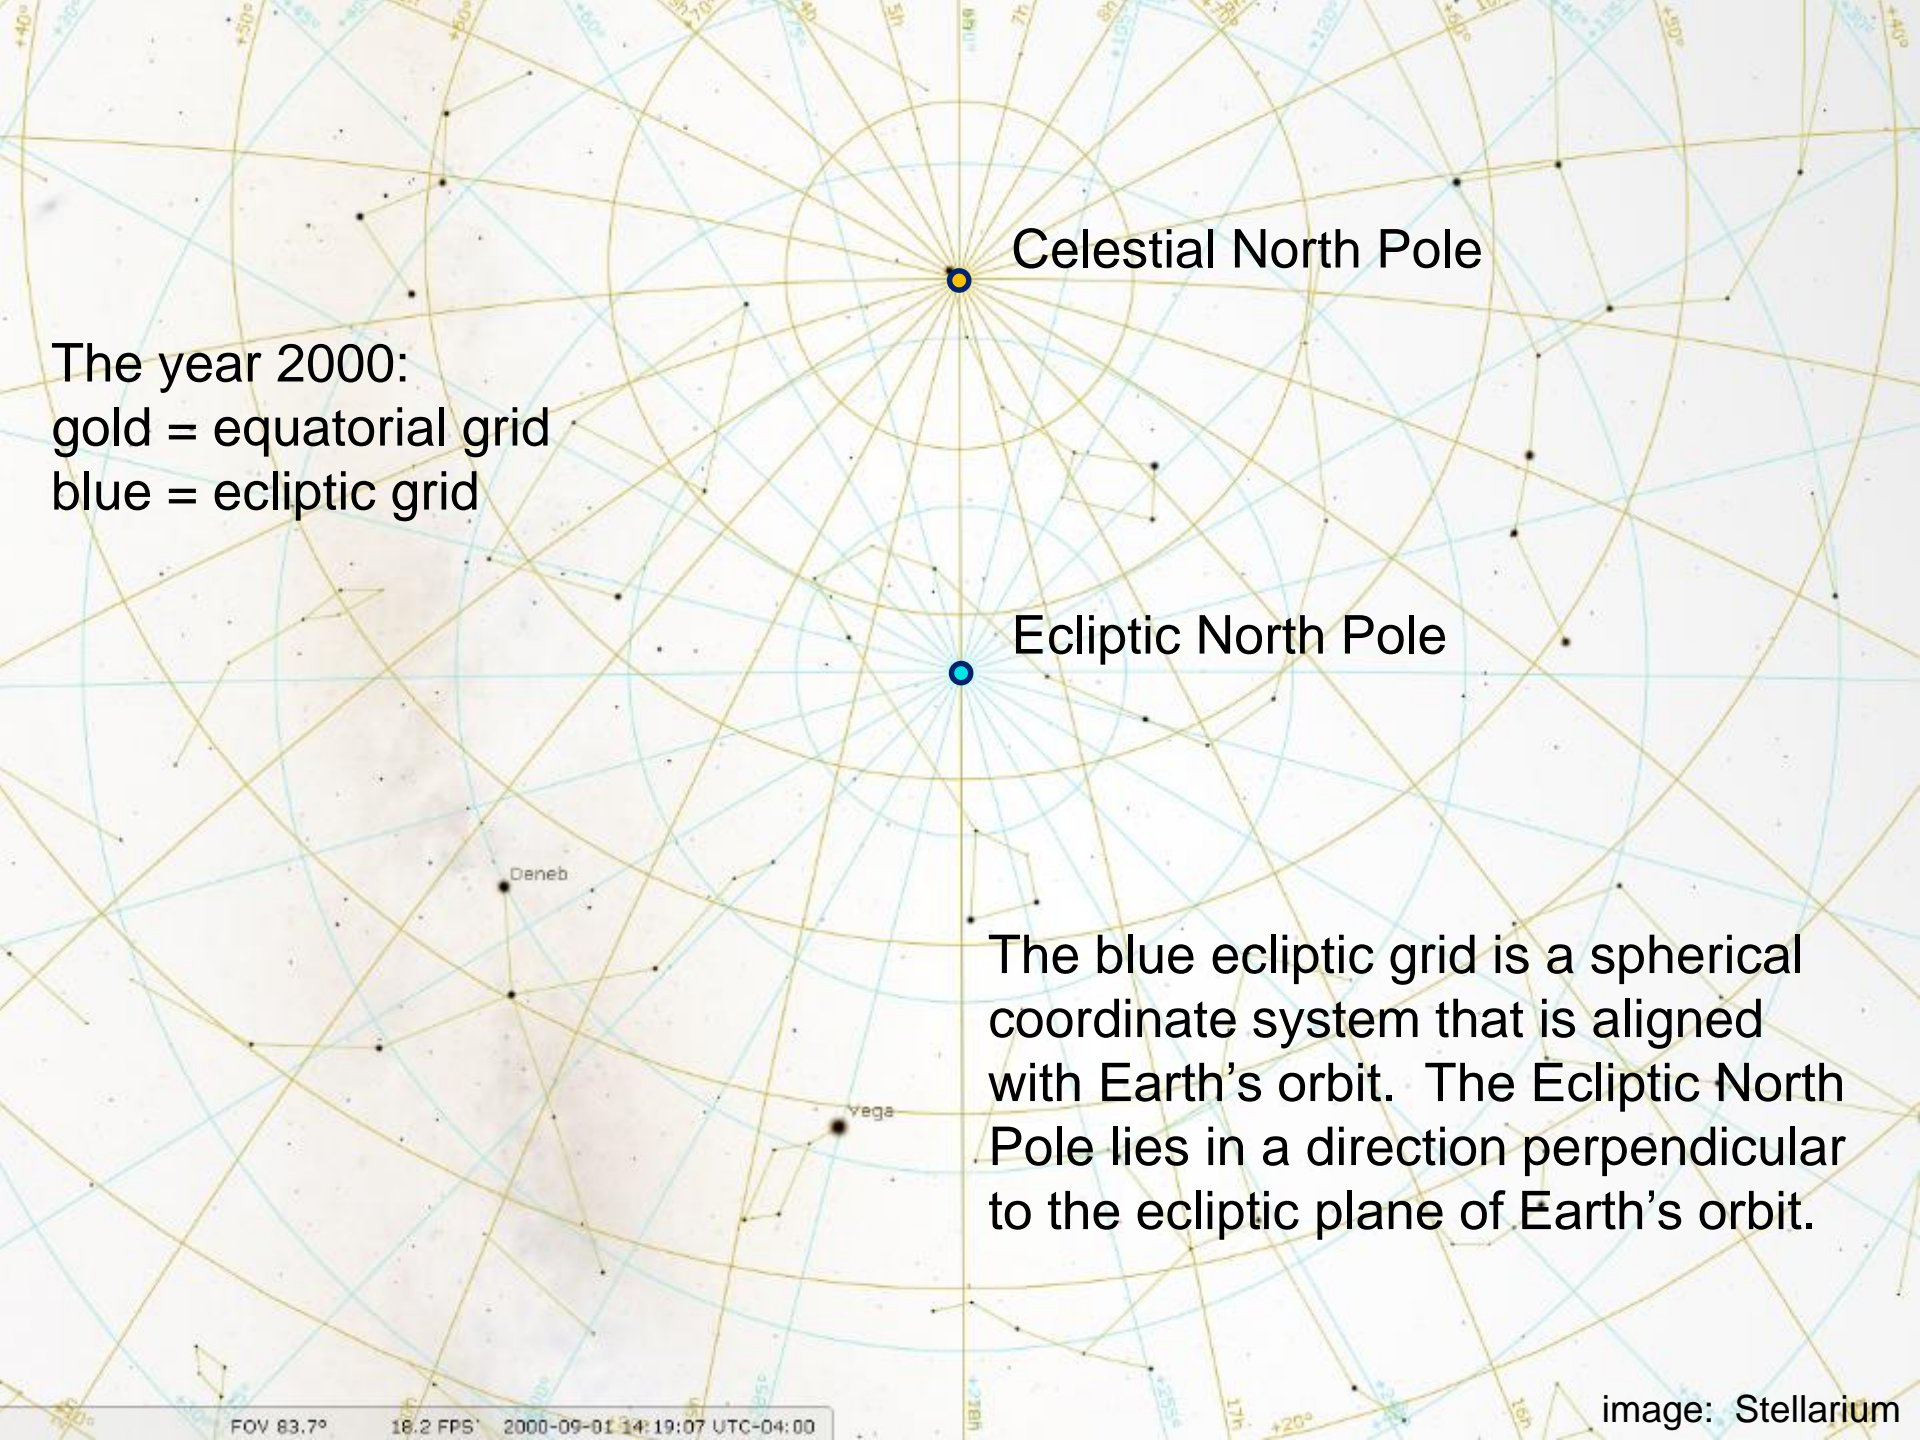 Celestial North Pole
The year 2000:
gold = equatorial grid
blue = ecliptic grid
Ecliptic North Pole
Deneb
The blue ecliptic grid is a spherical
coordinate system that is aligned
with Earth’s orbit.  The Ecliptic North
Pole lies in a direction perpendicular
to the ecliptic plane of Earth’s orbit.
Vega
image:  Stellarium
FOV 83.7° 18.2 FPS 2000-09-01 14:19:07 UTC-04:00